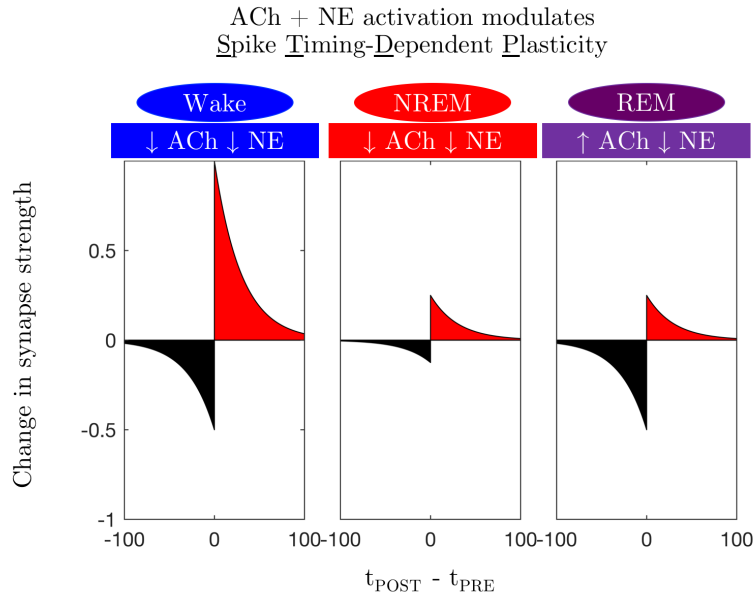 ACh + NE activation modulates
Spike Timing-Dependent Plasticity
Wake NREM REM
↓ ACh ↓ NE ↓ ACh ↓ NE ↑ ACh ↓ NE
Change in synapse strength
0.5
0
-0.5
-1
-100 0 100 -100 0 100 -100 0 100
tPOST - tPRE